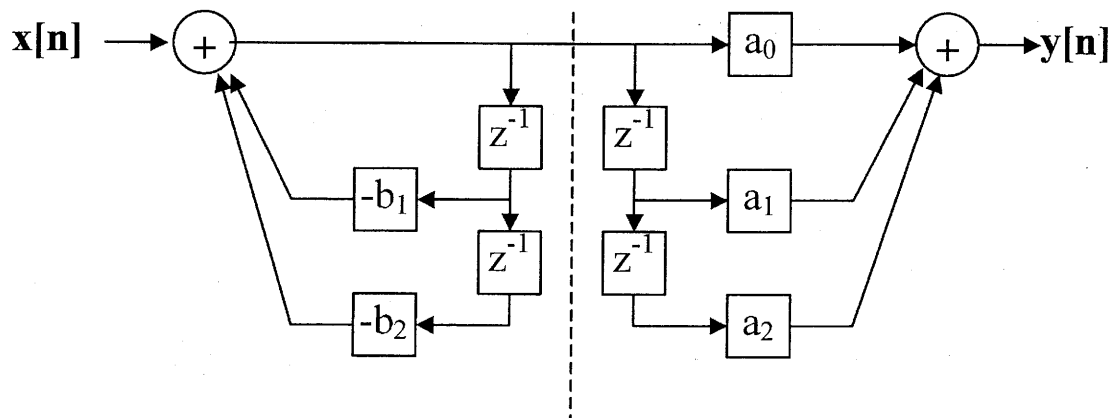 x[n] + a₀ + y[n]
z⁻¹ z⁻¹
-b₁ a₁
z⁻¹ z⁻¹
-b₂ a₂